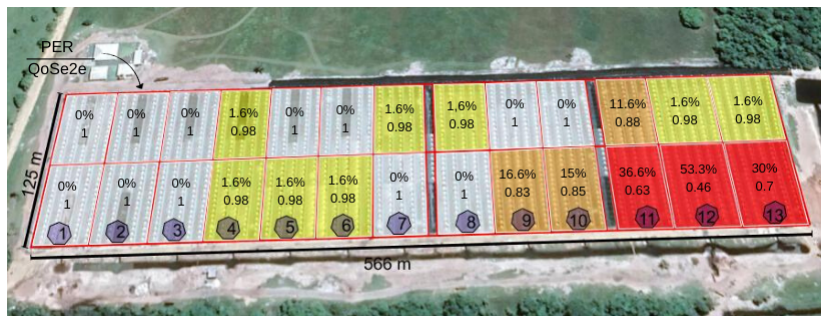 PER
QoSe2e
0% 0% 0% 1.6% 0% 0% 1.6% 1,6% 0% 0% 11.6% 1.6% 1.6%
1 1 1 0.98 1 1 0.98 0.98 1 1 0.88 0.98 0.98
125 m
0% 0% 0% 1.6% 1.6% 1.6% 0% 0% 16.6% 15% 36.6% 53.3% 30%
1 1 1 0.98 0.98 0.98 1 1 0.83 0.85 0.63 0.46 0.7
1 2 3 4 5 6 7 8 9 10 11 12 13
566 m